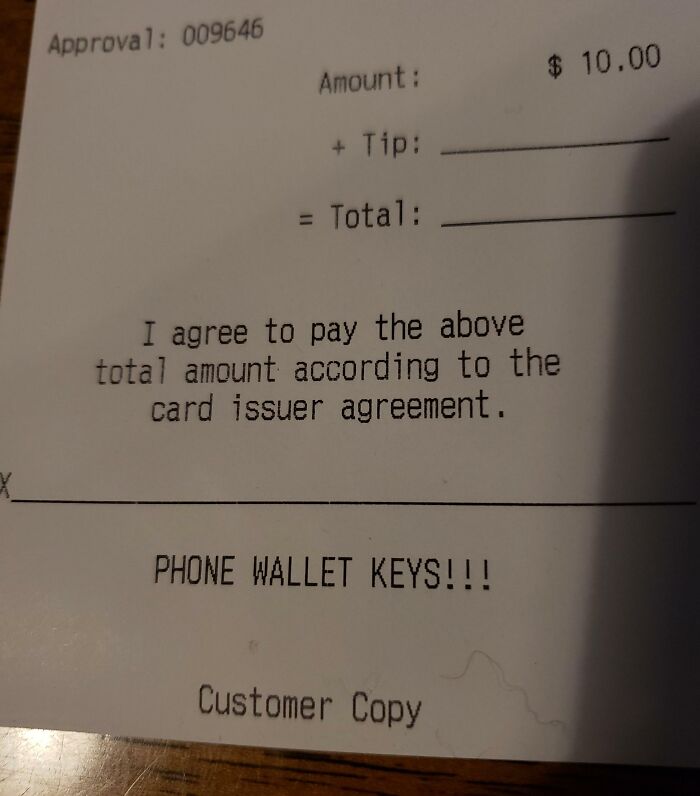 Approval: 009646
Amount: $ 10.00
+ Tip:
= Total:
I agree to pay the above
total amount according to the
card issuer agreement.
X
PHONE WALLET KEYS!!!
Customer Copy